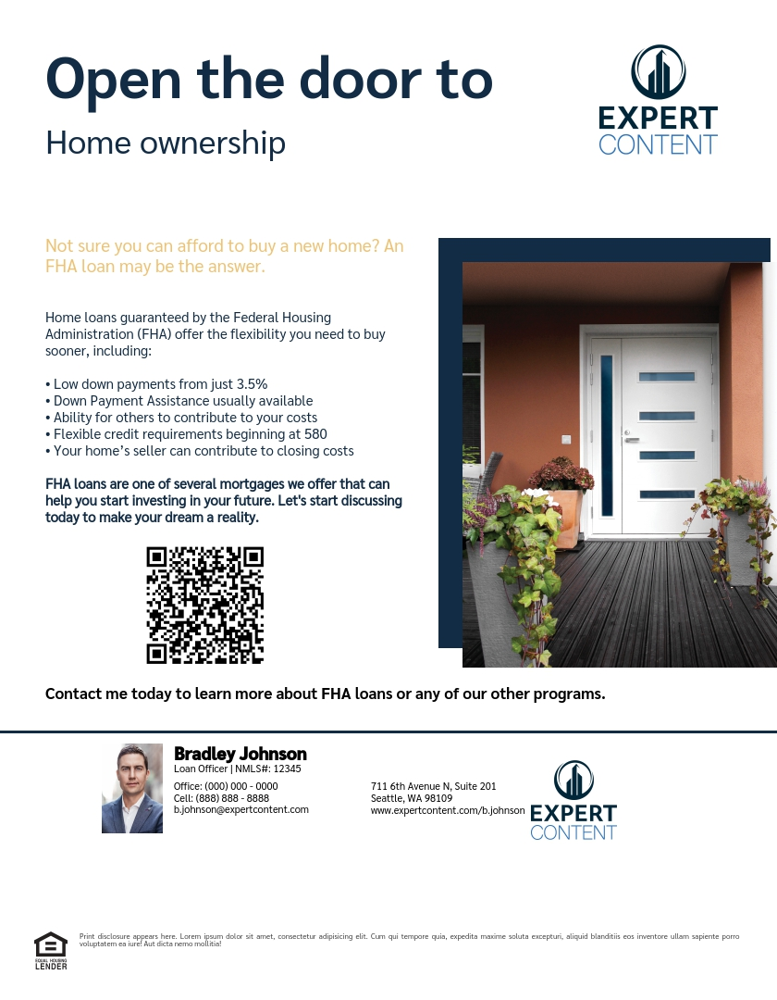 Open the door to
Home ownership
EXPERT
CONTENT
Not sure you can afford to buy a new home? An
FHA loan may be the answer.
Home loans guaranteed by the Federal Housing
Administration (FHA) offer the flexibility you need to buy
sooner, including:
• Low down payments from just 3.5%
• Down Payment Assistance usually available
• Ability for others to contribute to your costs
• Flexible credit requirements beginning at 580
• Your home’s seller can contribute to closing costs
FHA loans are one of several mortgages we offer that can
help you start investing in your future. Let's start discussing
today to make your dream a reality.
Contact me today to learn more about FHA loans or any of our other programs.
Bradley Johnson
Loan Officer | NMLS#: 12345
Office: (000) 000 - 0000
Cell: (888) 888 - 8888
b.johnson@expertcontent.com
711 6th Avenue N, Suite 201
Seattle, WA 98109
www.expertcontent.com/b.johnson
EXPERT
CONTENT
EQUAL HOUSING
LENDER
Print disclosure appears here. Lorem ipsum dolor sit amet, consectetur adipisicing elit. Cum qui tempore quia, expedita maxime soluta excepturi, aliquid blanditiis eos inventore ullam sapiente porro
voluptatem ea iure! Aut dicta nemo mollitia!